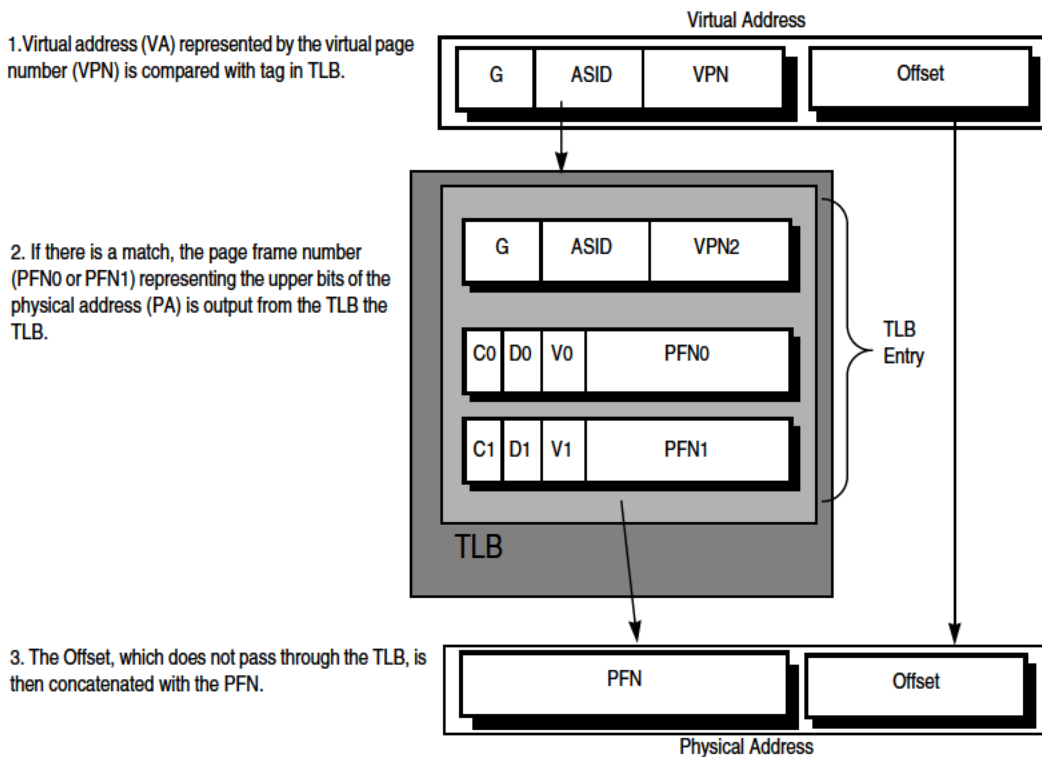 Virtual Address
1.Virtual address (VA) represented by the virtual page
number (VPN) is compared with tag in TLB.
G ASID VPN Offset
2. If there is a match, the page frame number
(PFN0 or PFN1) representing the upper bits of the
physical address (PA) is output from the TLB the
TLB.
G ASID VPN2
C0 D0 V0 PFN0
TLB
Entry
C1 D1 V1 PFN1
TLB
3. The Offset, which does not pass through the TLB, is
then concatenated with the PFN.
PFN Offset
Physical Address